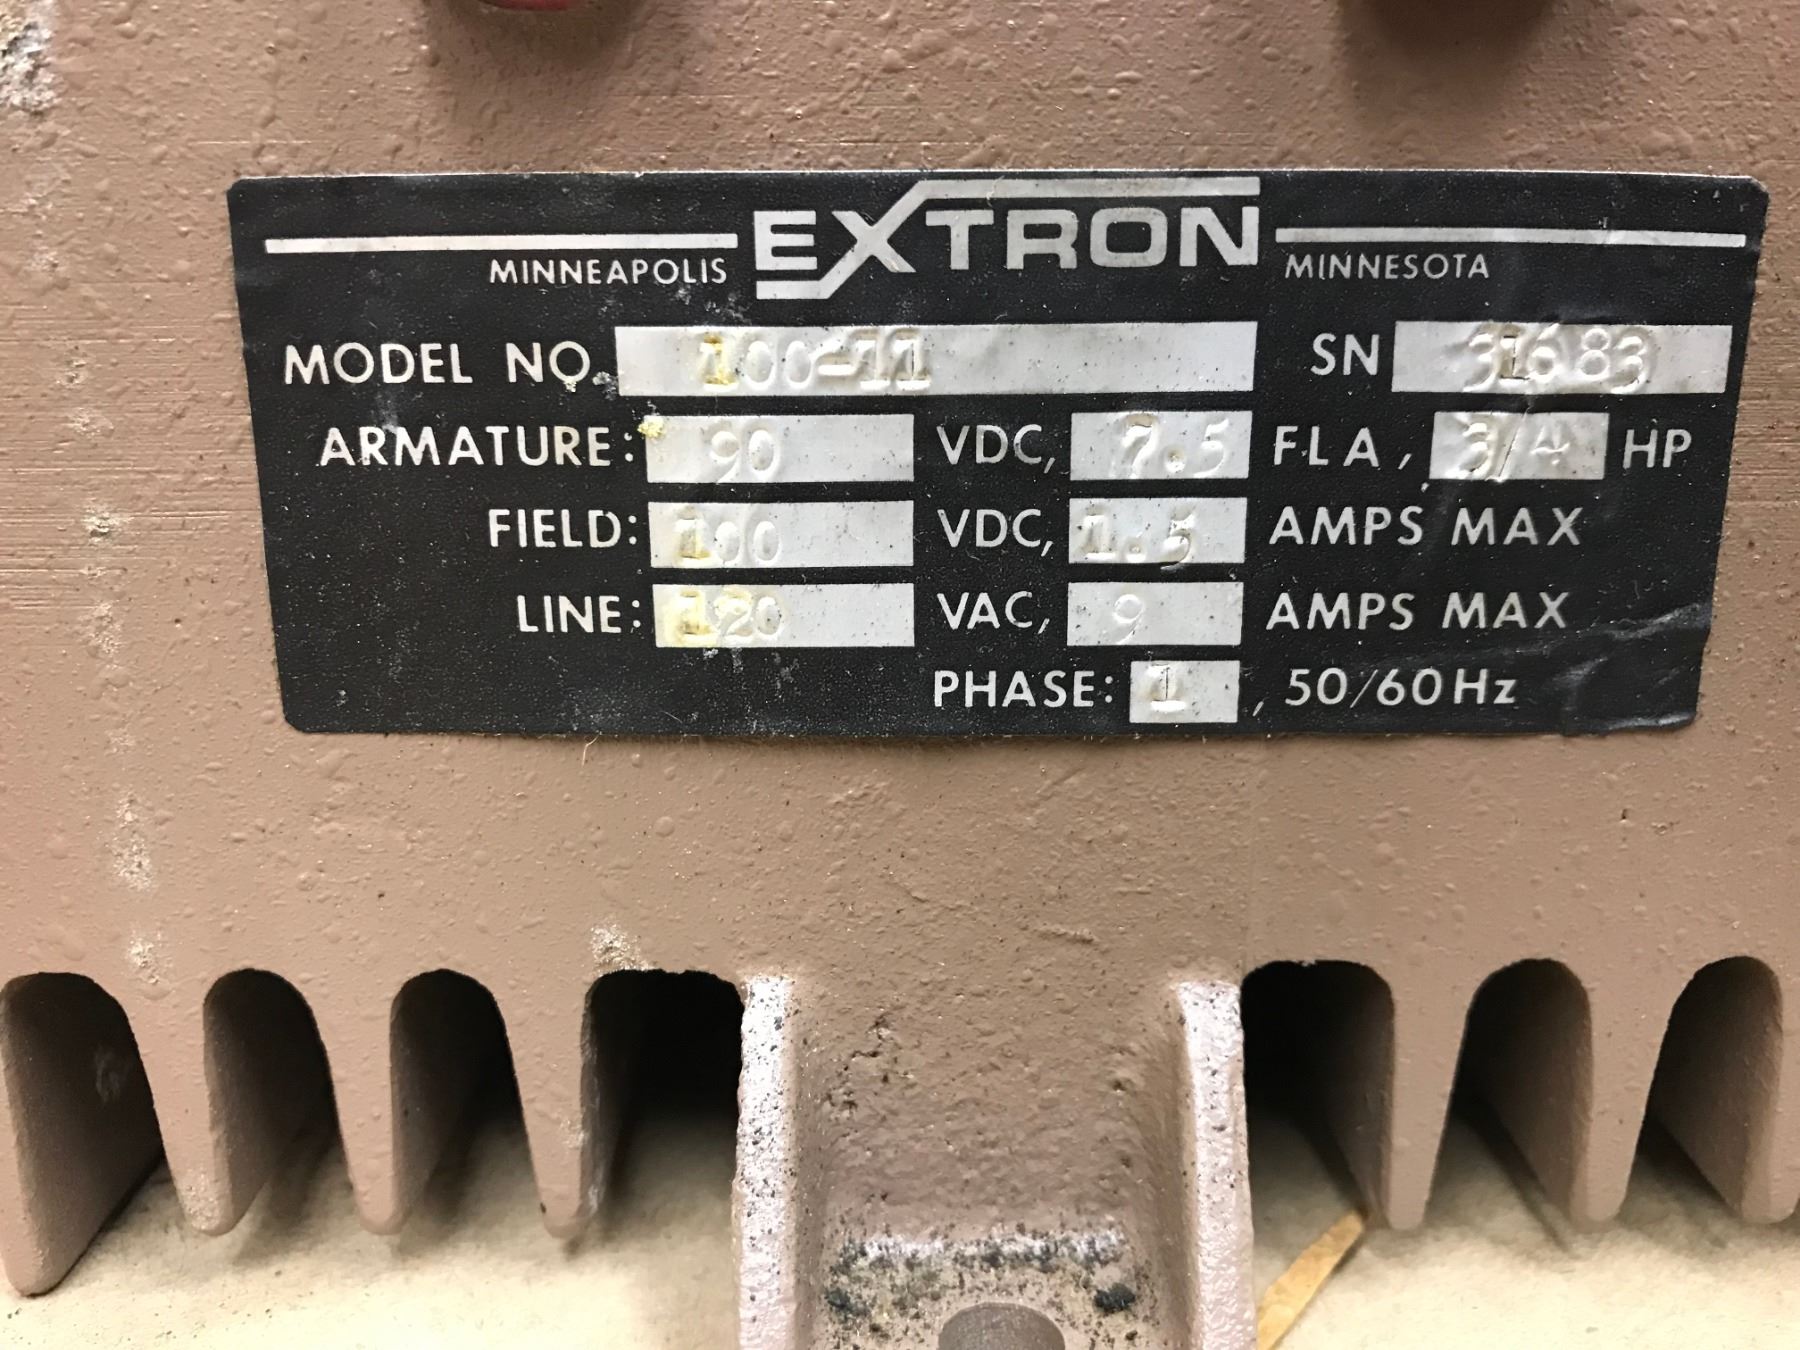 MINNEAPOLIS EXTRON MINNESOTA
MODEL NO. 100-11 SN 31683
ARMATURE: 90 VDC, 7.5 FLA, 3/4 HP
FIELD: 100 VDC, 1.5 AMPS MAX
LINE: 120 VAC, 9 AMPS MAX
PHASE: 1, 50/60Hz